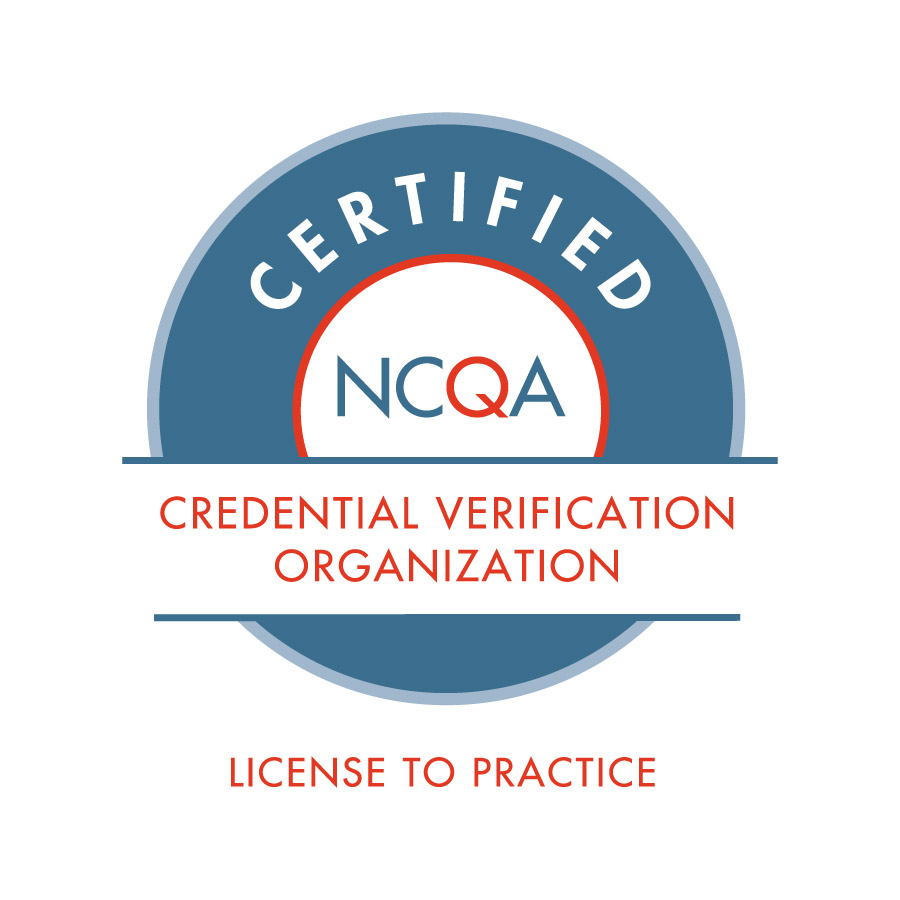 CERTIFIED
NCQA
CREDENTIAL VERIFICATION
ORGANIZATION
LICENSE TO PRACTICE